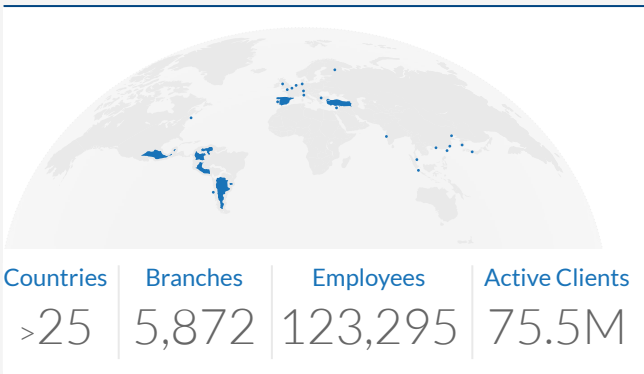 Countries
Branches
Employees
Active Clients
>25
5,872
123,295
75.5M